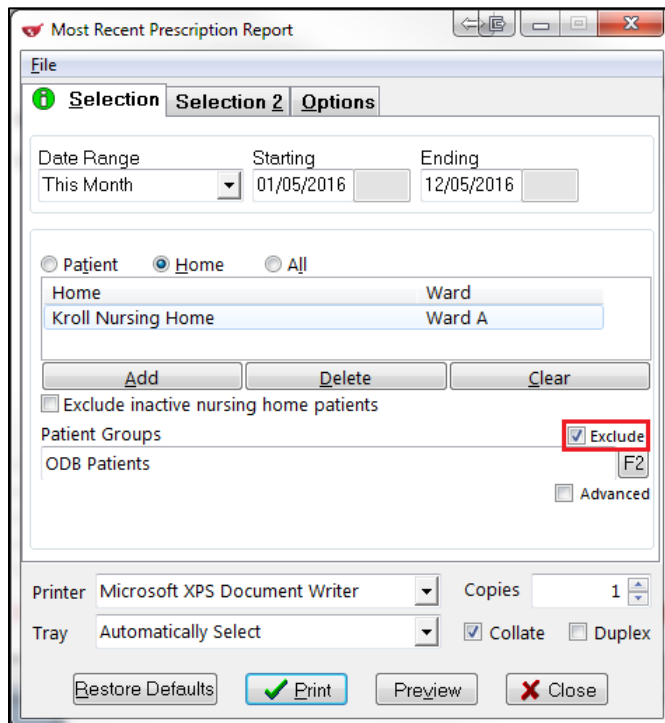 Most Recent Prescription Report
File
Selection Selection 2 Options
Date Range Starting Ending
This Month 01/05/2016 12/05/2016
Patient Home All
Home Ward
Kroll Nursing Home Ward A
Add Delete Clear
Exclude inactive nursing home patients
Patient Groups Exclude
ODB Patients F2
Advanced
Printer Microsoft XPS Document Writer Copies 1
Tray Automatically Select Collate Duplex
Restore Defaults Print Preview Close